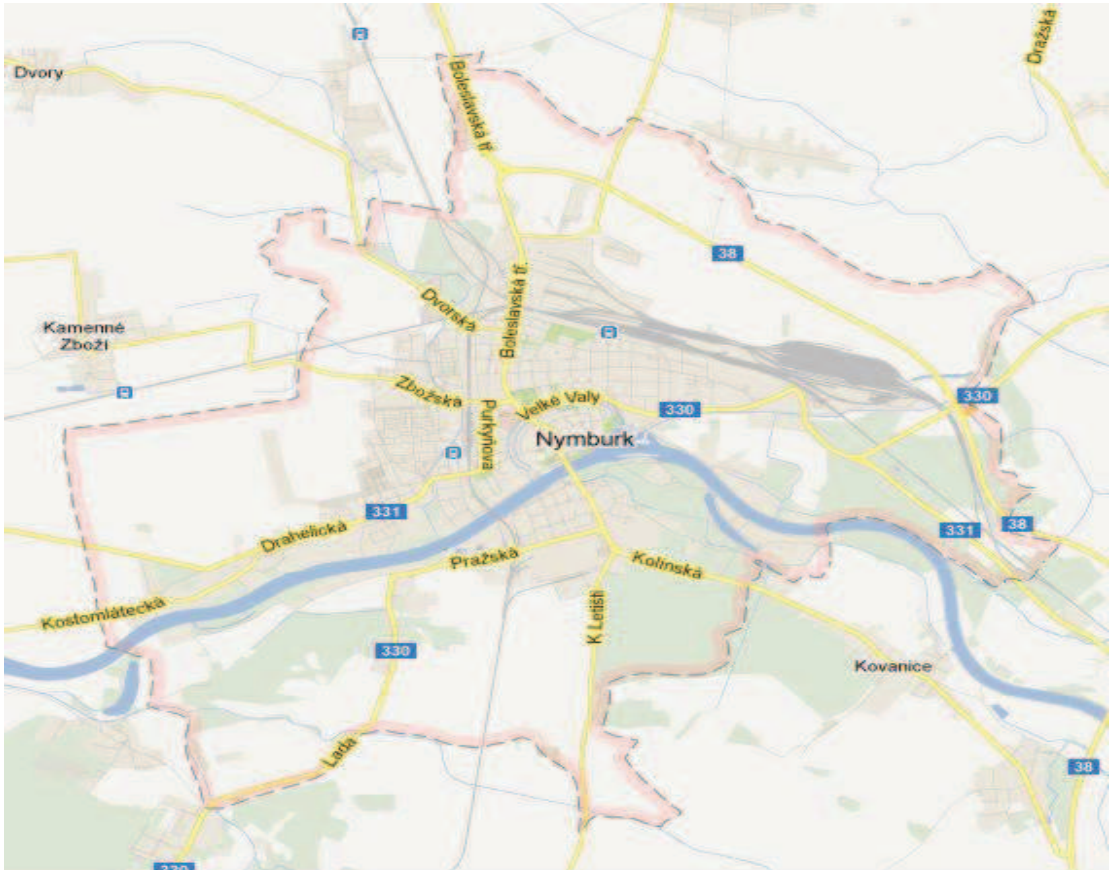 Dražská
Dvory
Boleslavská tř.
38
Boleslavská tř.
Dvorská
Kamenné
Zboží
Zbožská
Velké Valy
330
330
Purkyňova
Nymburk
331
38
331
Drahelická
Pražská
Kolínská
Kostomlátecká
K Letišti
330
Kovanice
Lada
38
330